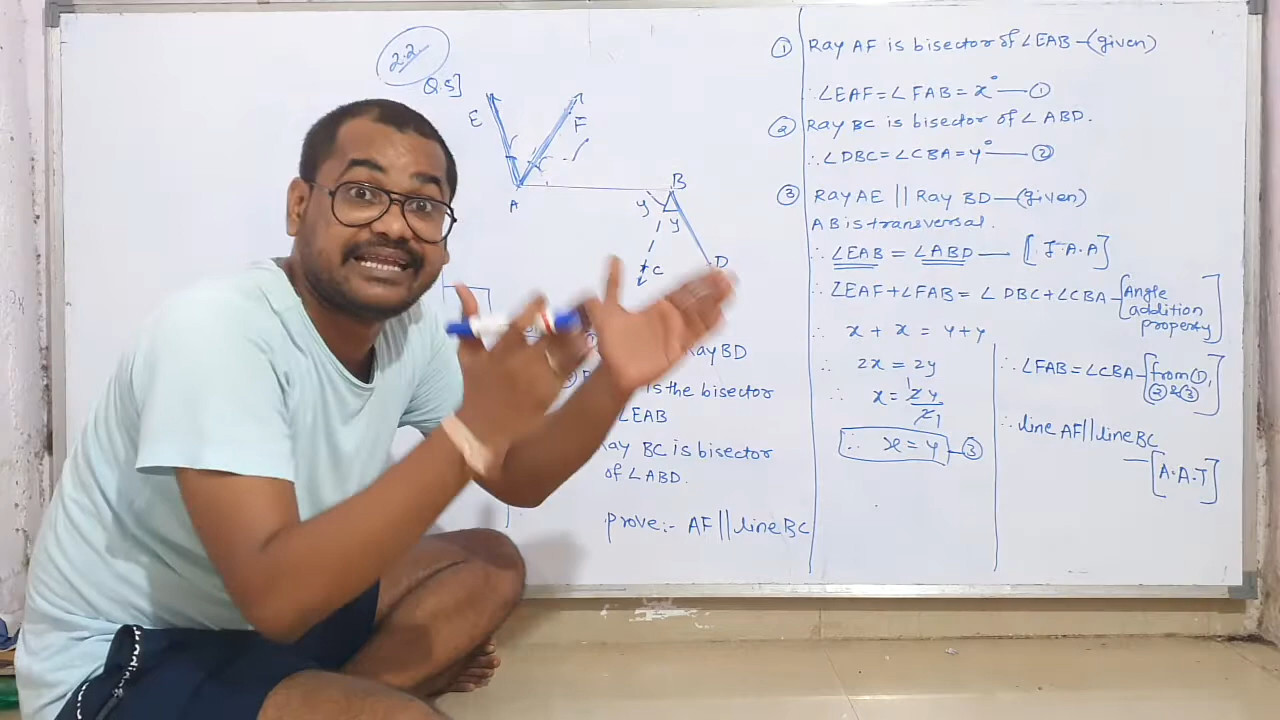 2.2
Q.5]
E
F
A
B
y
y
C
D
Ray BD
is the bisector
∠EAB
Ray BC is bisector
of ∠ABD.
prove:- AF || line BC
① Ray AF is bisector of ∠EAB-(given)
∴ ∠EAF = ∠FAB = x° — ①
② Ray BC is bisector of ∠ABD.
∴ ∠DBC = ∠CBA = y° — ②
③ Ray AE || Ray BD—(given)
AB is transversal.
∴ ∠EAB = ∠ABD — [I.A.A]
∴ ∠EAF + ∠FAB = ∠DBC + ∠CBA - [Angle
addition
property]
∴ x + x = y + y
∴ 2x = 2y
∴ x = 2y/2
∴ x = y — ③
∴ ∠FAB = ∠CBA - [from ①,
② & ③]
∴ line AF || line BC
— [A.A.T]